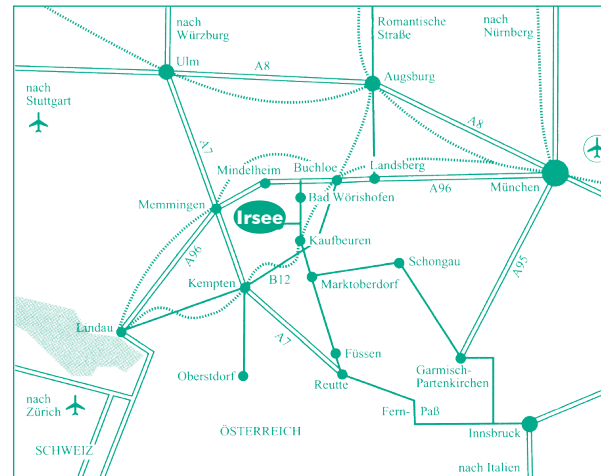 nach
Würzburg
Romantische
Straße
nach
Nürnberg
Ulm
A8
Augsburg
nach
Stuttgart
A8
A7
Mindelheim
Buchloe
Landsberg
A96
München
Bad Wörishofen
Memmingen
Irsee
Kaufbeuren
A96
Schongau
A95
Kempten
B12
Marktoberdorf
Lindau
A7
Füssen
Oberstdorf
Reutte
Garmisch-
Partenkirchen
nach
Zürich
Fern-
Paß
ÖSTERREICH
Innsbruck
SCHWEIZ
nach Italien